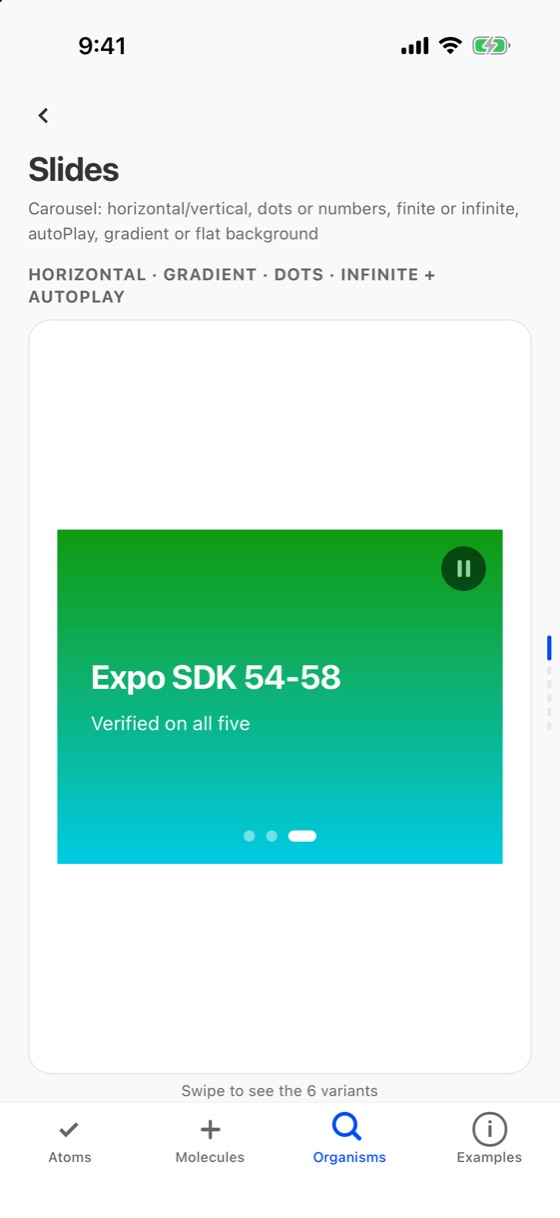 9:41
Slides
Carousel: horizontal/vertical, dots or numbers, finite or infinite,
autoPlay, gradient or flat background
HORIZONTAL · GRADIENT · DOTS · INFINITE +
AUTOPLAY
Expo SDK 54-58
Verified on all five
Swipe to see the 6 variants
Atoms
Molecules
Organisms
Examples